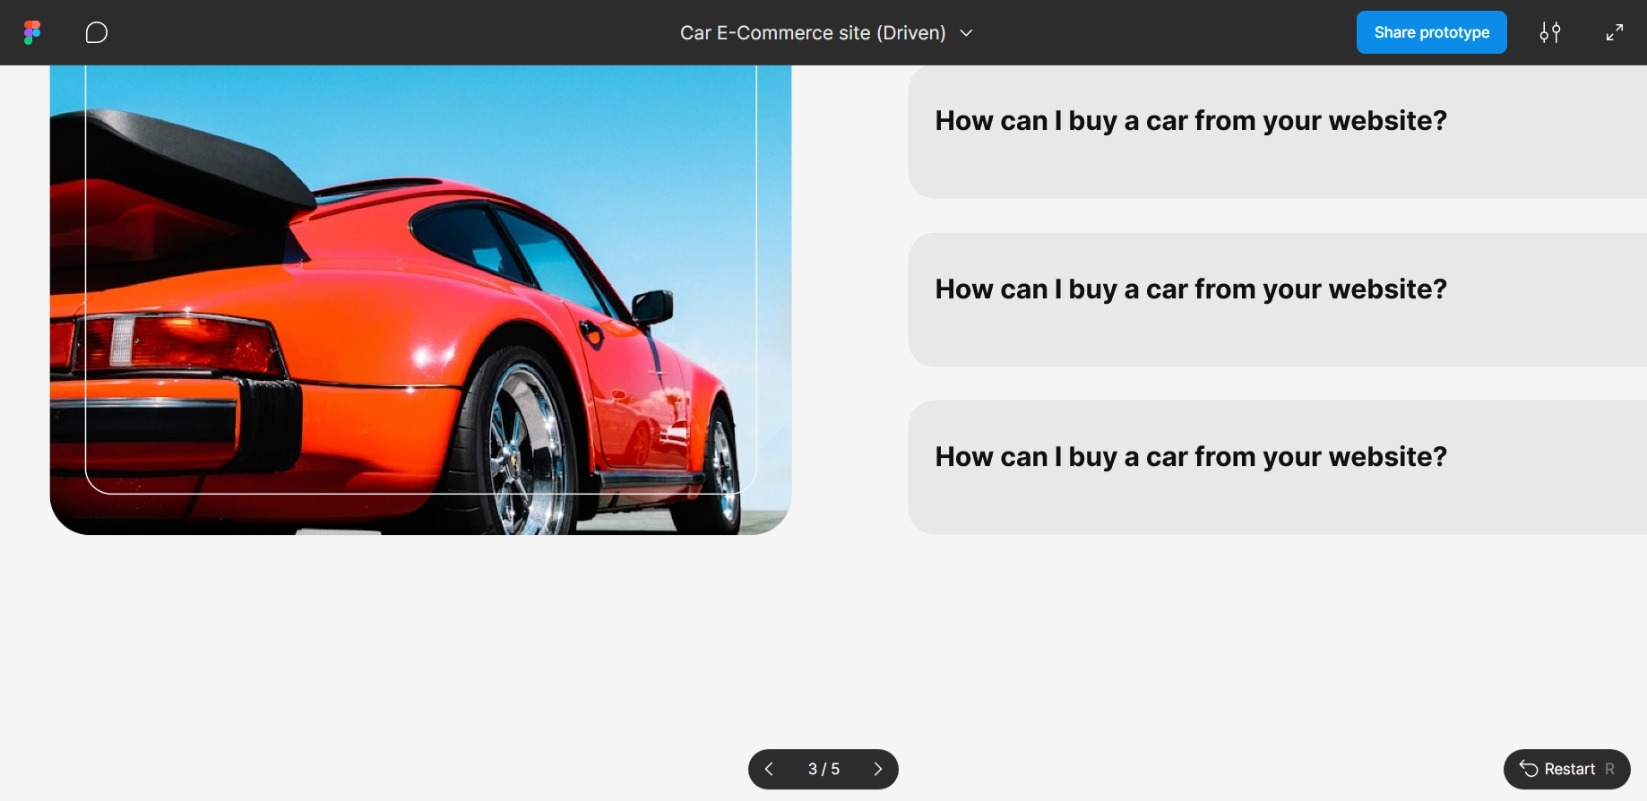 Car E-Commerce site (Driven)
Share prototype
How can I buy a car from your website?
How can I buy a car from your website?
How can I buy a car from your website?
3 / 5
Restart R